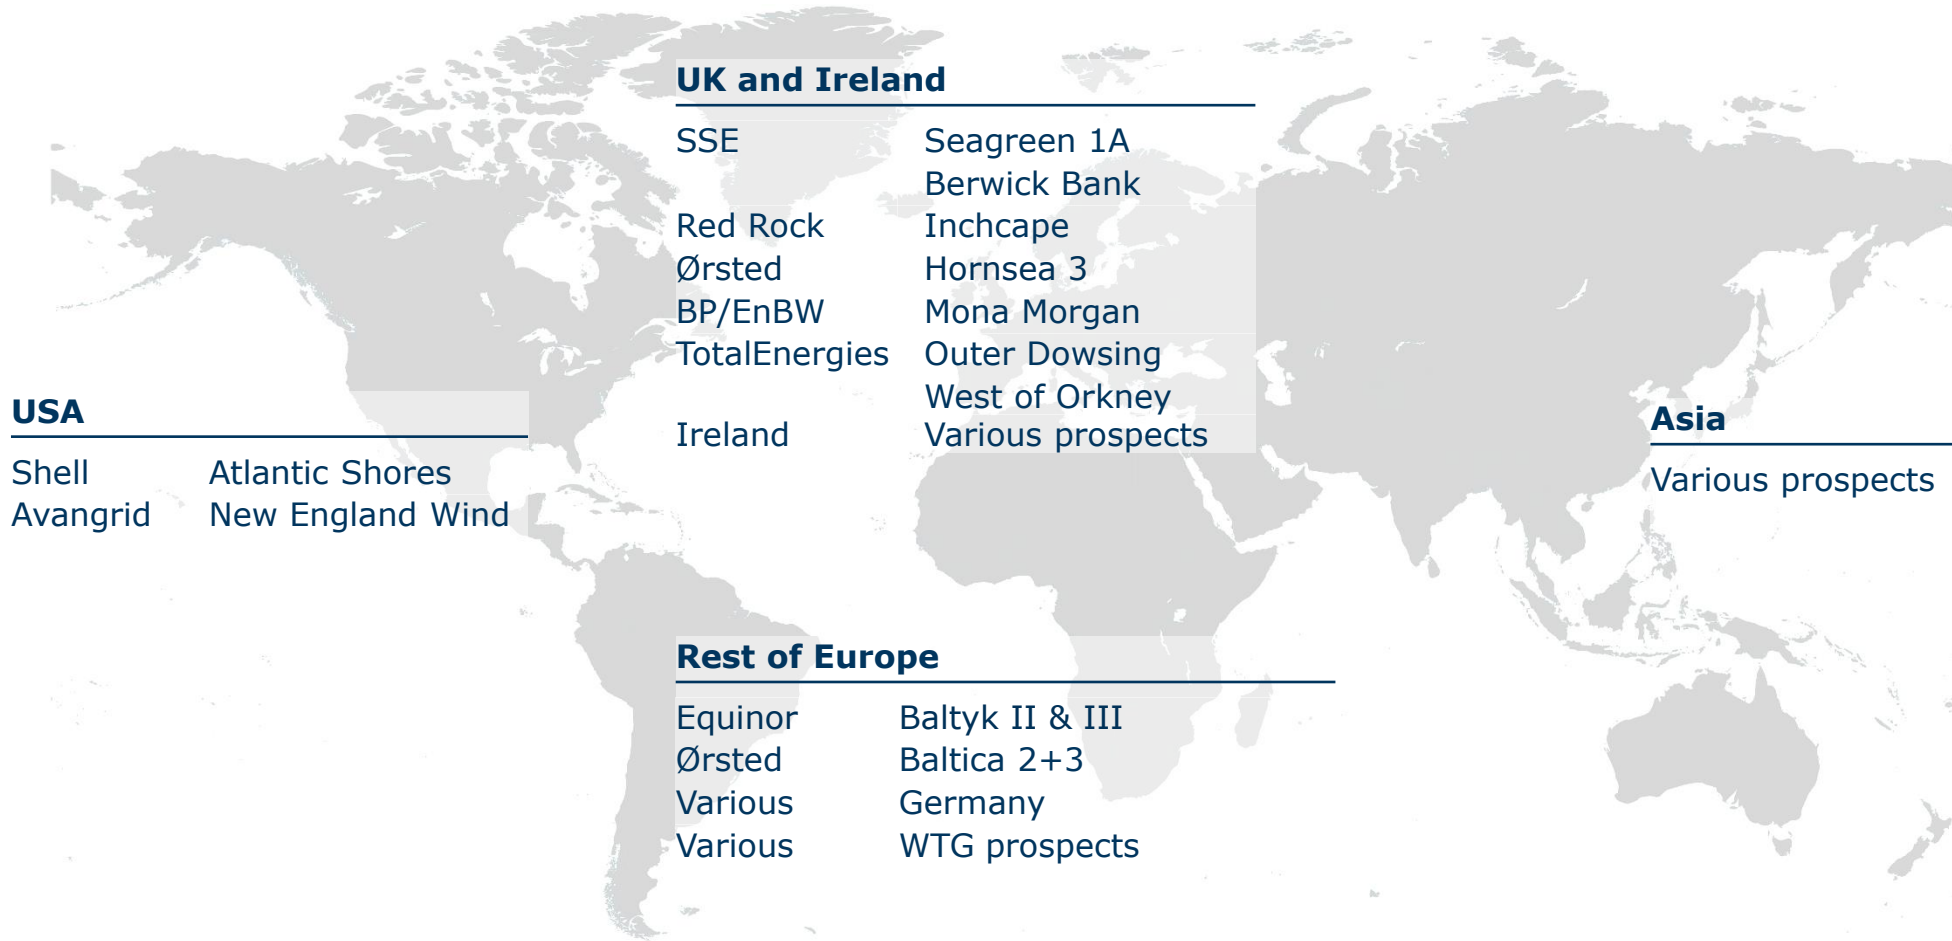 UK and Ireland
SSE Seagreen 1A
Berwick Bank
Red Rock Inchcape
Ørsted Hornsea 3
BP/EnBW Mona Morgan
TotalEnergies Outer Dowsing
West of Orkney
Ireland Various prospects
USA
Shell Atlantic Shores
Avangrid New England Wind
Asia
Various prospects
Rest of Europe
Equinor Baltyk II & III
Ørsted Baltica 2+3
Various Germany
Various WTG prospects